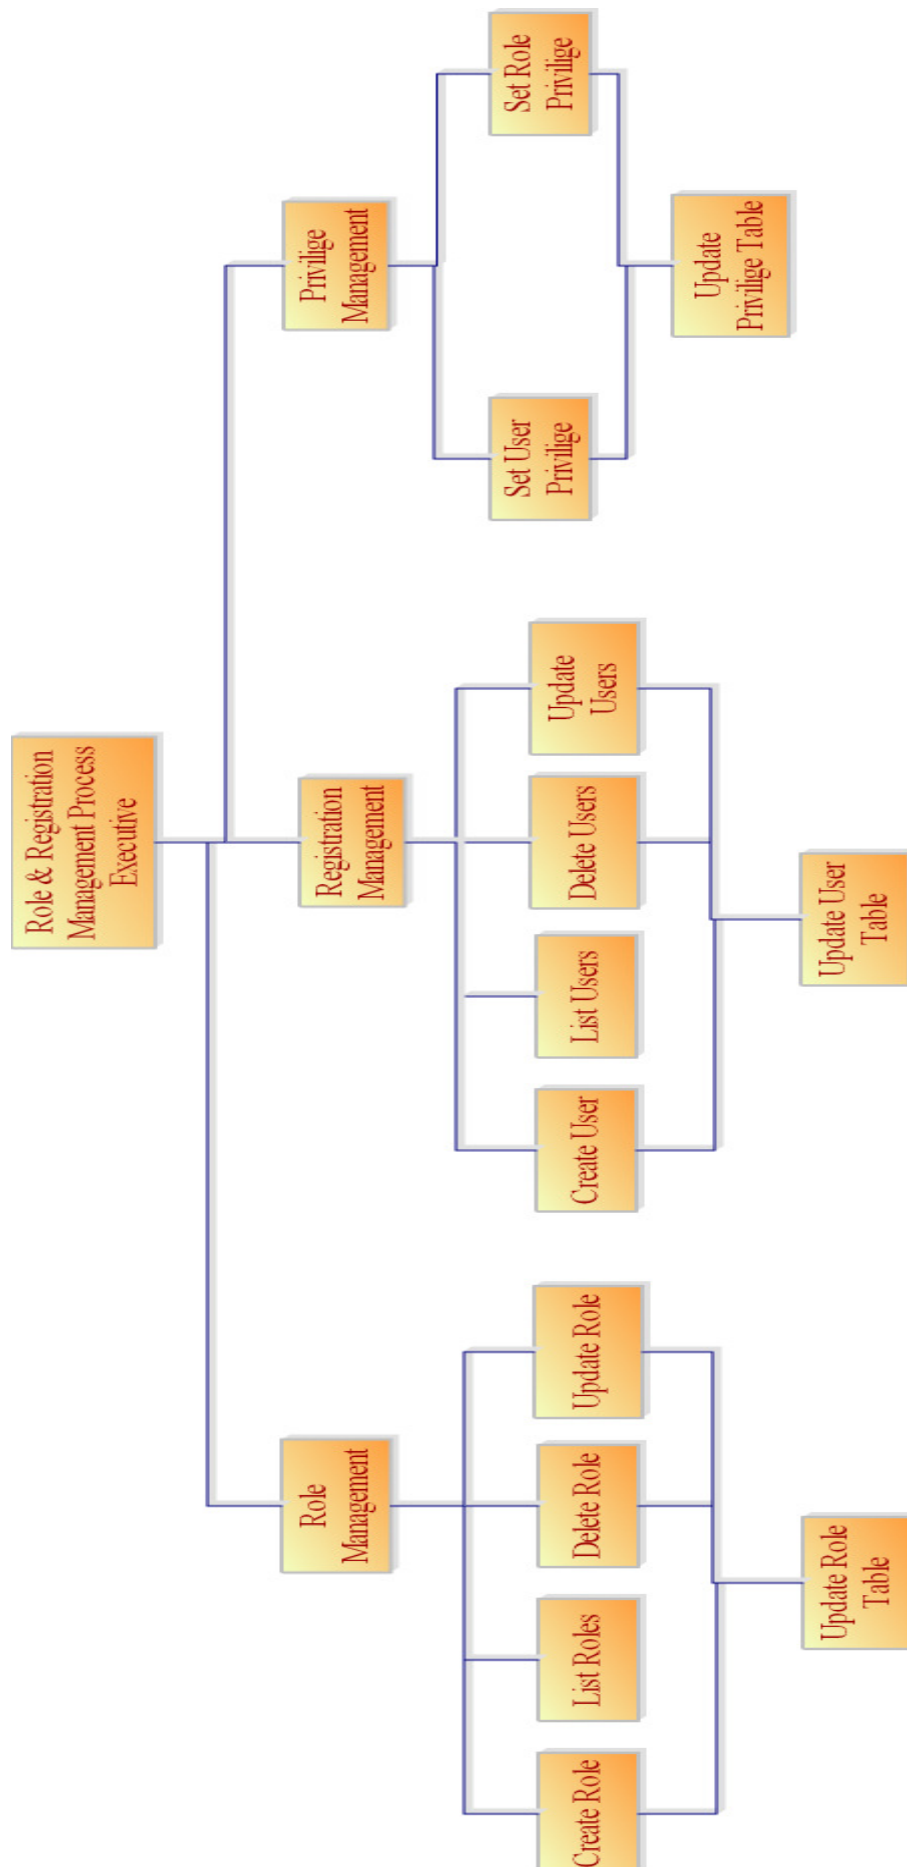 Role & Registration
Management Process
Executive
Role
Management
Registration
Management
Privilige
Management
Create Role
List Roles
Delete Role
Update Role
Create User
List Users
Delete Users
Update
Users
Set User
Privilige
Set Role
Privilige
Update Role
Table
Update User
Table
Update
Privilige Table